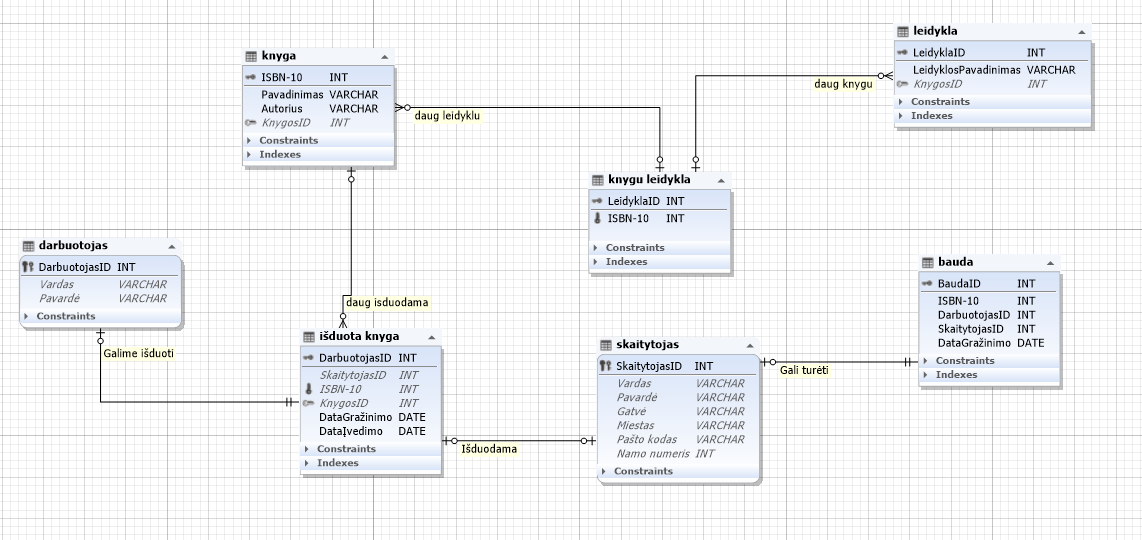 knyga
ISBN-10 INT
Pavadinimas VARCHAR
Autorius VARCHAR
KnygosID INT
Constraints
Indexes
daug leidyklu
leidykla
LeidyklaID INT
LeidyklosPavadinimas VARCHAR
KnygosID INT
Constraints
Indexes
daug knygu
knygu leidykla
LeidyklaID INT
ISBN-10 INT
Constraints
Indexes
darbuotojas
DarbuotojasID INT
Vardas VARCHAR
Pavardė VARCHAR
Constraints
Galime išduoti
daug isduodama
išduota knyga
DarbuotojasID INT
SkaitytojasID INT
ISBN-10 INT
KnygosID INT
DataGražinimo DATE
DataĮvedimo DATE
Constraints
Indexes
Išduodama
skaitytojas
SkaitytojasID INT
Vardas VARCHAR
Pavardė VARCHAR
Gatvė VARCHAR
Miestas VARCHAR
Pašto kodas VARCHAR
Namo numeris INT
Constraints
Gali turėti
bauda
BaudaID INT
ISBN-10 INT
DarbuotojasID INT
SkaitytojasID INT
DataGražinimo DATE
Constraints
Indexes